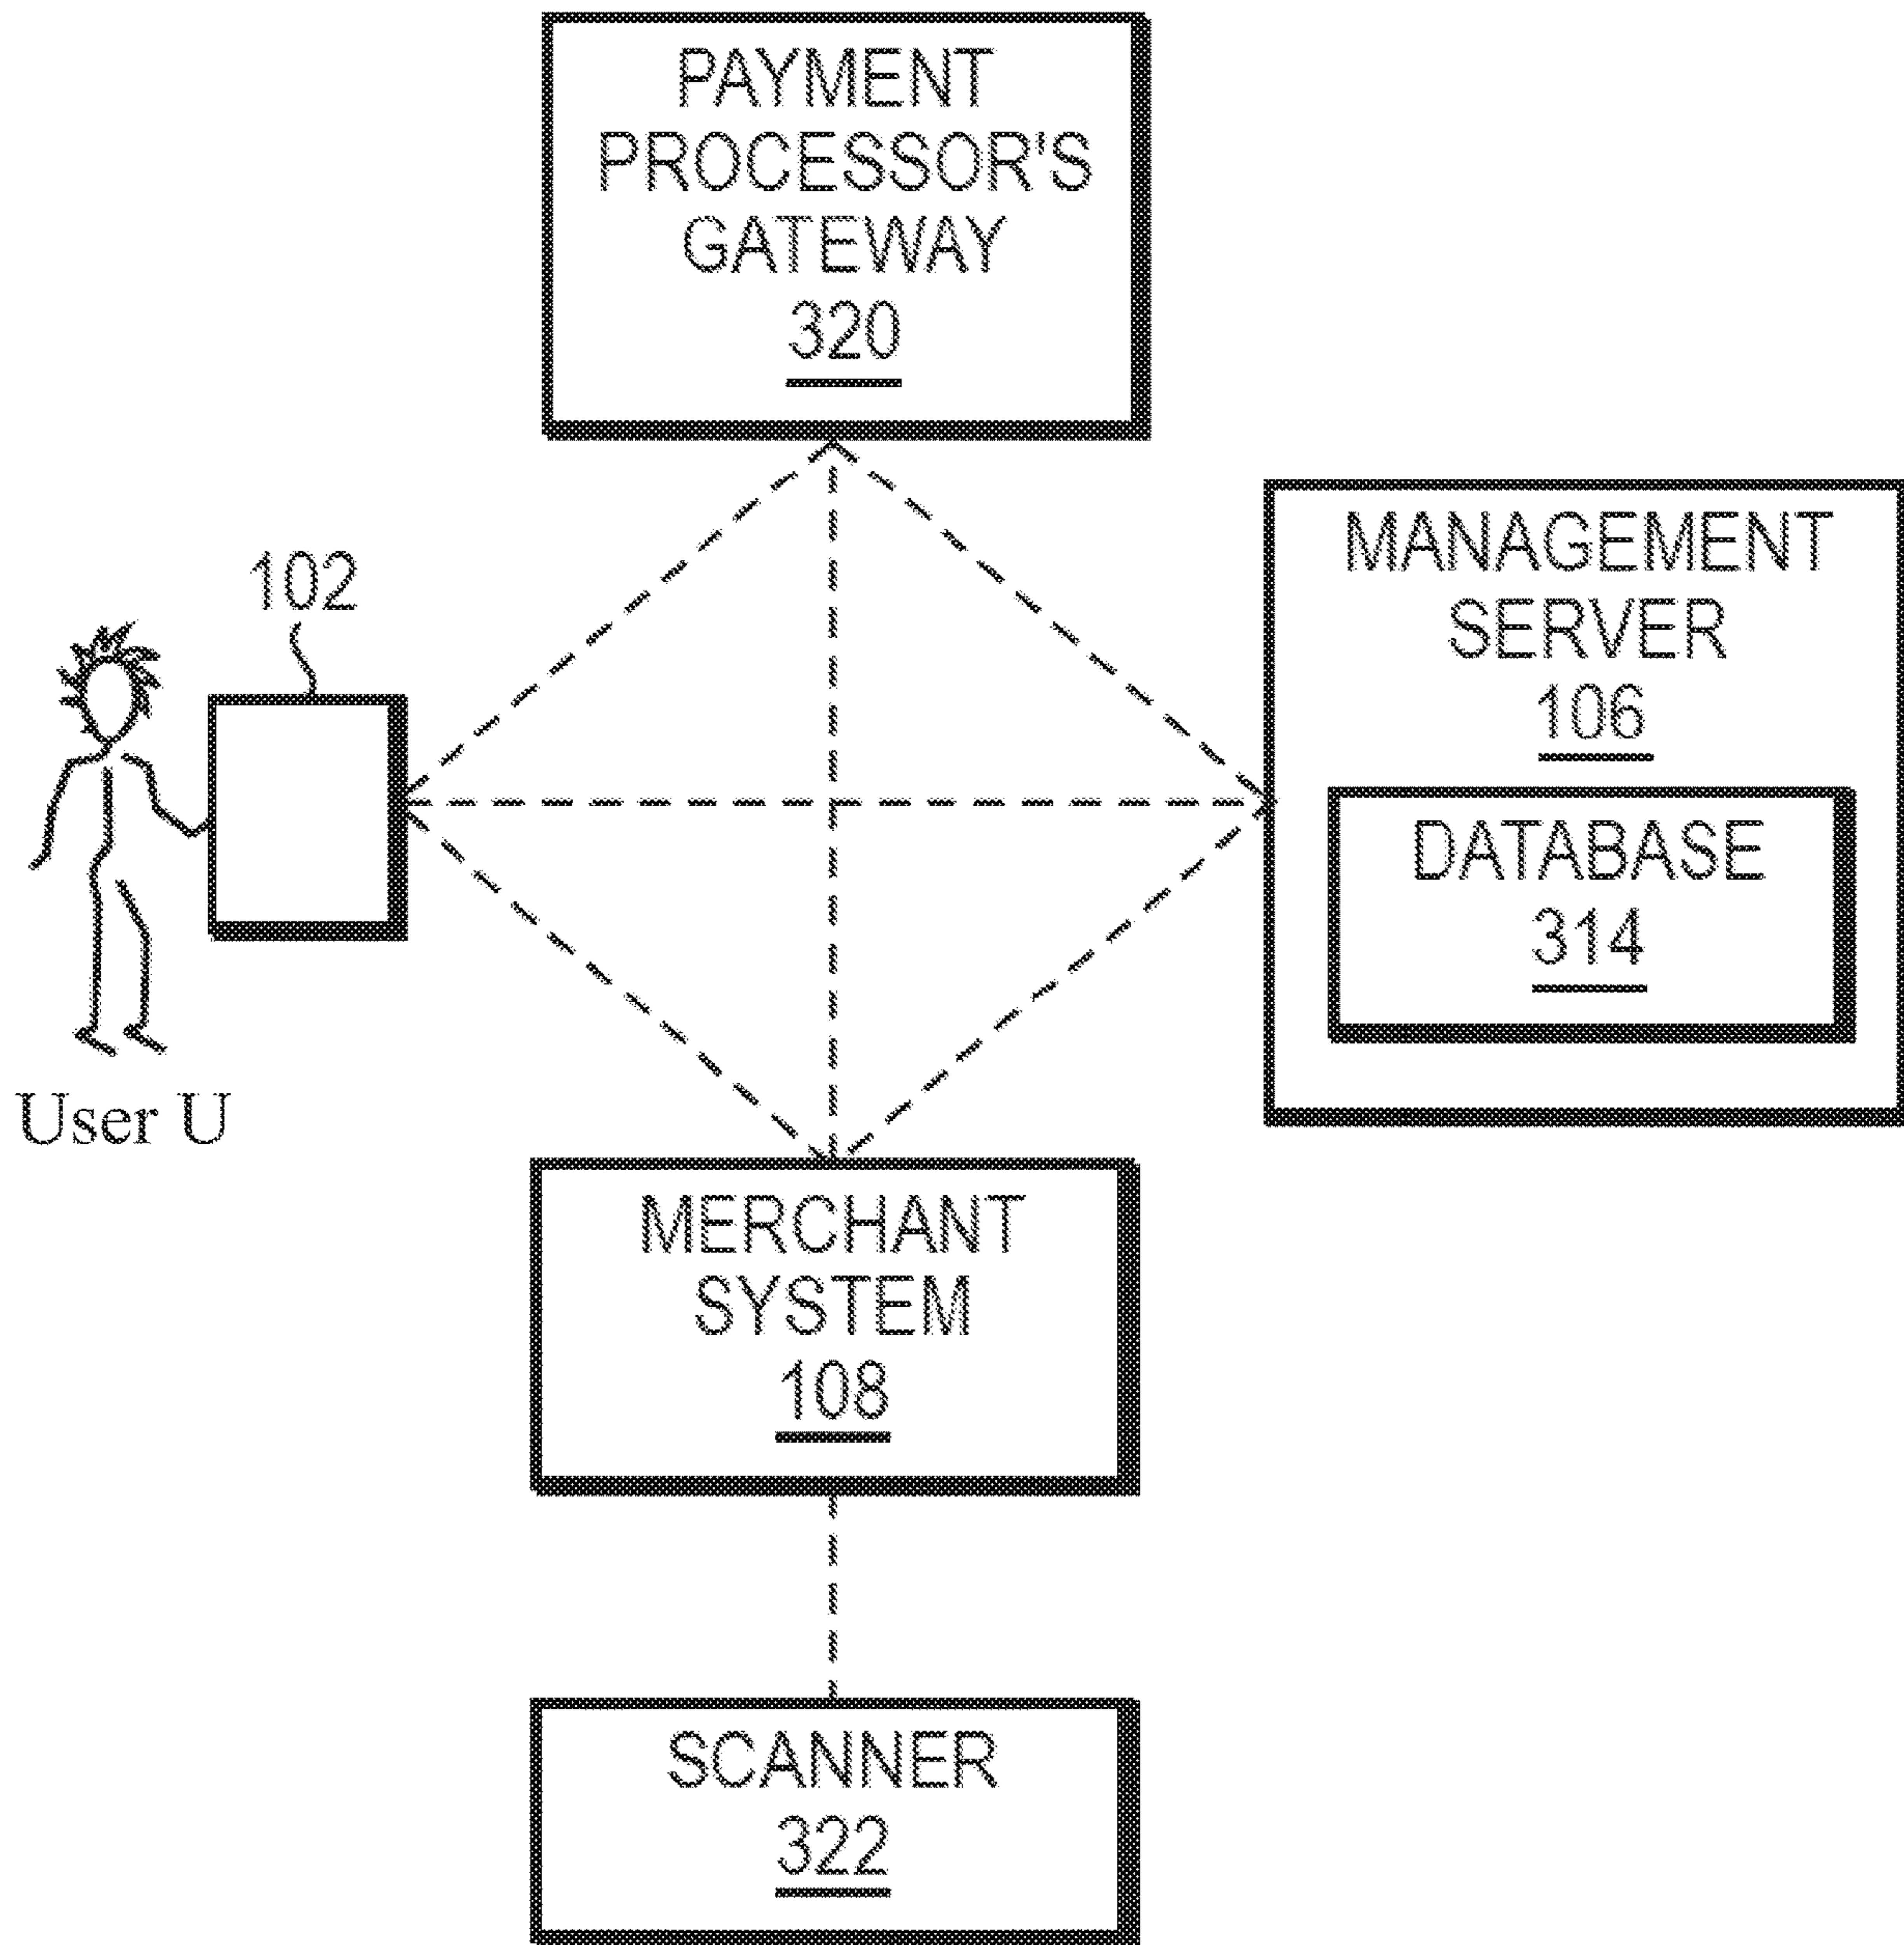 PAYMENT
PROCESSOR'S
GATEWAY
320
102
User U
MANAGEMENT
SERVER
106
DATABASE
314
MERCHANT
SYSTEM
108
SCANNER
322